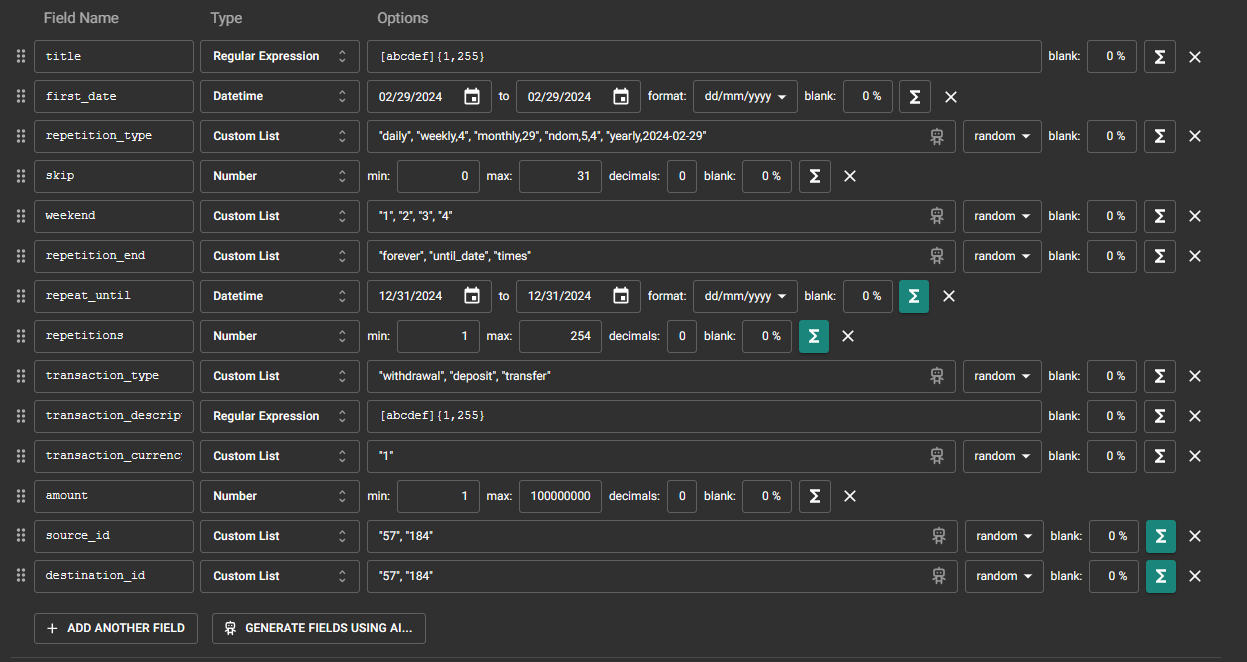 Field Name Type Options
title Regular Expression [abcdef]{1,255} blank: 0 % Σ
first_date Datetime 02/29/2024 to 02/29/2024 format: dd/mm/yyyy blank: 0 % Σ
repetition_type Custom List "daily", "weekly,4", "monthly,29", "ndom,5,4", "yearly,2024-02-29" random blank: 0 % Σ
skip Number min: 0 max: 31 decimals: 0 blank: 0 % Σ
weekend Custom List "1", "2", "3", "4" random blank: 0 % Σ
repetition_end Custom List "forever", "until_date", "times" random blank: 0 % Σ
repeat_until Datetime 12/31/2024 to 12/31/2024 format: dd/mm/yyyy blank: 0 % Σ
repetitions Number min: 1 max: 254 decimals: 0 blank: 0 % Σ
transaction_type Custom List "withdrawal", "deposit", "transfer" random blank: 0 % Σ
transaction_descrip Regular Expression [abcdef]{1,255} blank: 0 % Σ
transaction_currenc Custom List "1" random blank: 0 % Σ
amount Number min: 1 max: 100000000 decimals: 0 blank: 0 % Σ
source_id Custom List "57", "184" random blank: 0 % Σ
destination_id Custom List "57", "184" random blank: 0 % Σ
+ ADD ANOTHER FIELD GENERATE FIELDS USING AI...